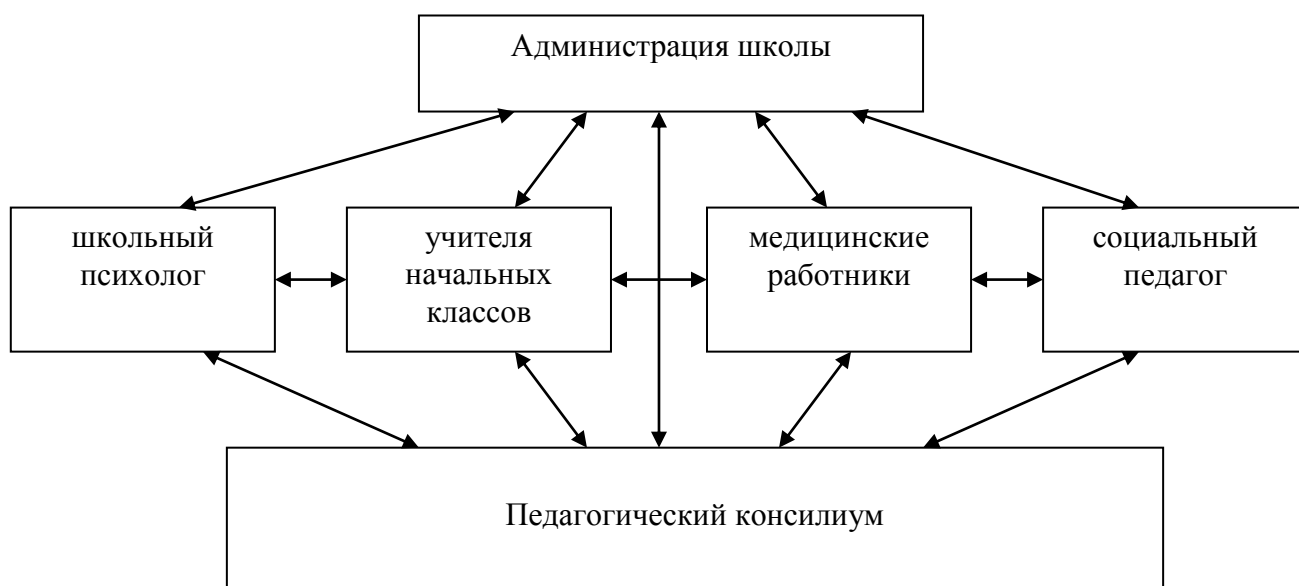 Администрация школы
школьный
психолог
учителя
начальных
классов
медицинские
работники
социальный
педагог
Педагогический консилиум